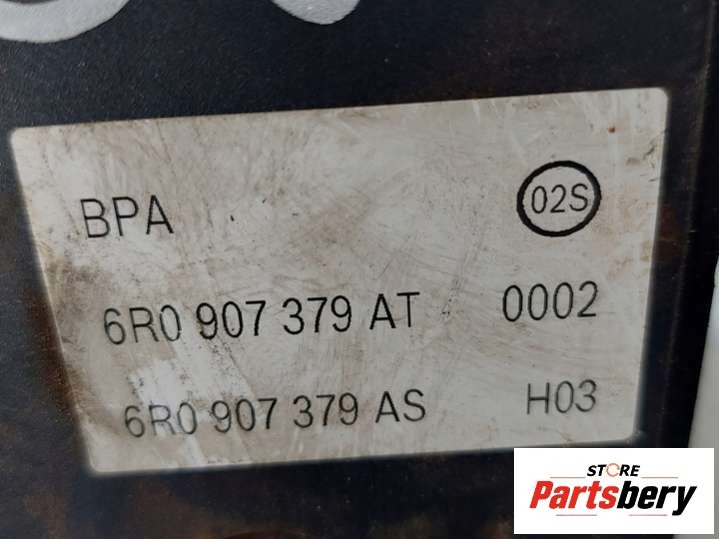 BPA 02S
6R0 907 379 AT 0002
6R0 907 379 AS H03
STORE
Partsbery